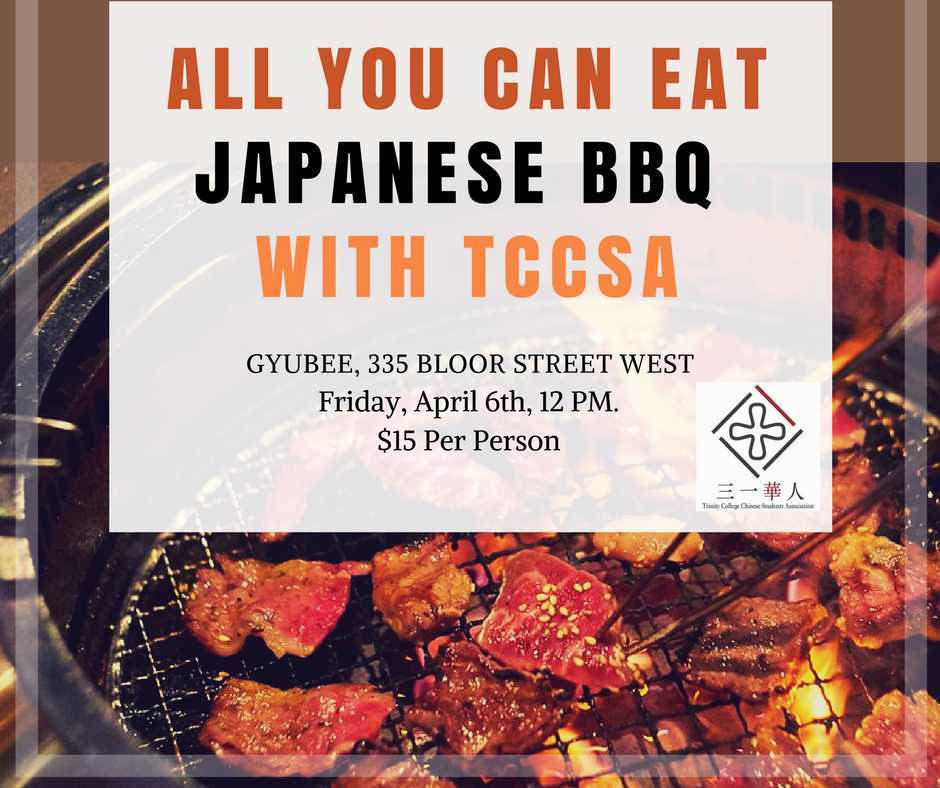 ALL YOU CAN EAT
JAPANESE BBQ
WITH TCCSA
GYUBEE, 335 BLOOR STREET WEST
Friday, April 6th, 12 PM.
$15 Per Person
三一華人
Trinity College Chinese Students Association